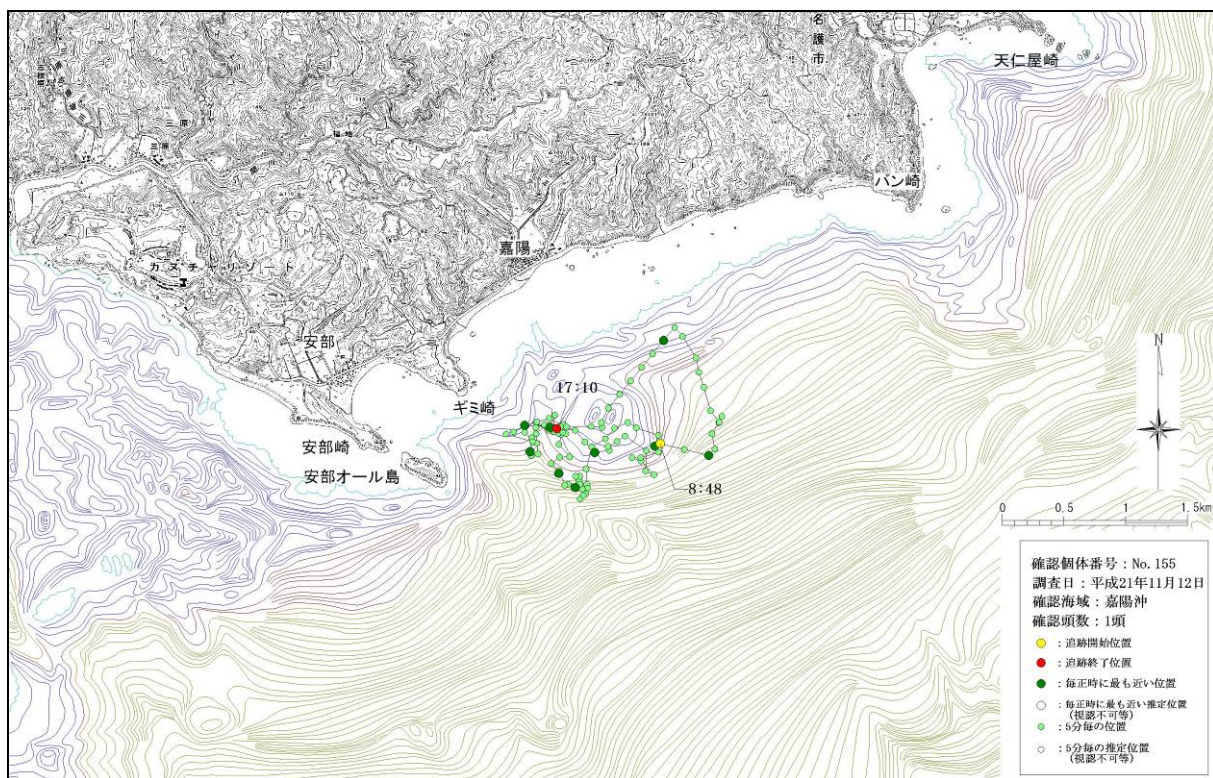 名護市
天仁屋崎
バン崎
三原
三原
福地
嘉陽
カヌチャリゾート
安部
17:10
ギミ崎
安部崎
安部オール島
8:48
N
0 0.5 1 1.5km
確認個体番号：No. 155
調査日：平成21年11月12日
確認海域：嘉陽沖
確認頭数：1頭
：追跡開始位置
：追跡終了位置
：毎正時に最も近い位置
：毎正時に最も近い推定位置
(視認不可等)
：5分毎の位置
：5分毎の推定位置
(視認不可等)